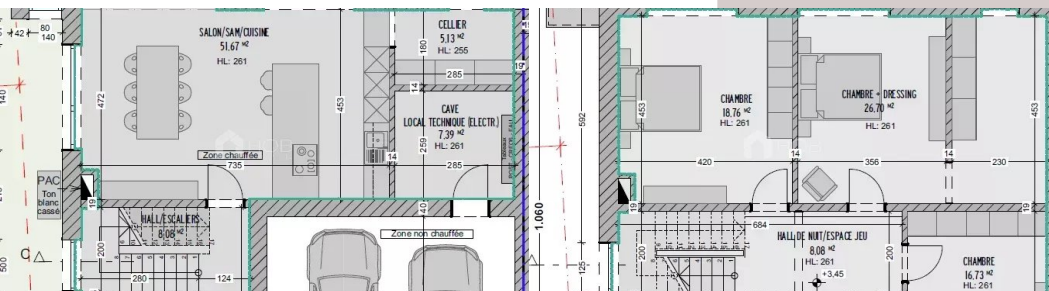 42
80
140
140
500
PAC
Ton
blanc
cassé
SALON/SAM/CUISINE
51.67 M2
HL: 261
472
453
735
Zone chauffée
CELLIER
5,13 M2
HL: 255
180
285
19
14
CAVE
LOCAL TECHNIQUE (ELECTR.)
7.39 M2
HL: 261
259
14
285
19
HALL/ESCALIERS
8.08 M2
200
280
124
40
Zone non chauffée
1.060
592
125
CHAMBRE
18,76 M2
HL: 261
453
420
14
CHAMBRE + DRESSING
26.70 M2
HL: 261
356
14
230
453
19
19
684
HALL DE NUIT/ESPACE JEU
8,08 M2
HL: 261
+3,45
200
200
CHAMBRE
16,73 M2
HL: 261